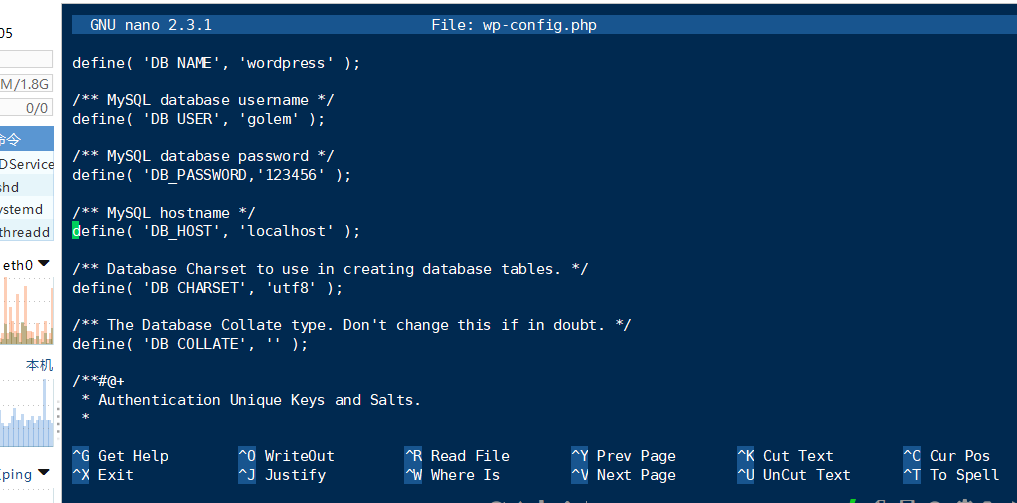 05
GNU nano 2.3.1 File: wp-config.php
define( 'DB NAME', 'wordpress' );
M/1.8G
/** MySQL database username */
0/0
define( 'DB USER', 'golem' );
命令
/** MySQL database password */
DService
define( 'DB_PASSWORD,'123456' );
shd
ystemd
/** MySQL hostname */
threadd
define( 'DB_HOST', 'localhost' );
eth0
/** Database Charset to use in creating database tables. */
define( 'DB CHARSET', 'utf8' );
/** The Database Collate type. Don't change this if in doubt. */
define( 'DB COLLATE', '' );
本机
/**#@+
* Authentication Unique Keys and Salts.
*
^G Get Help ^O WriteOut ^R Read File ^Y Prev Page ^K Cut Text ^C Cur Pos
ping
^X Exit ^J Justify ^W Where Is ^V Next Page ^U UnCut Text ^T To Spell